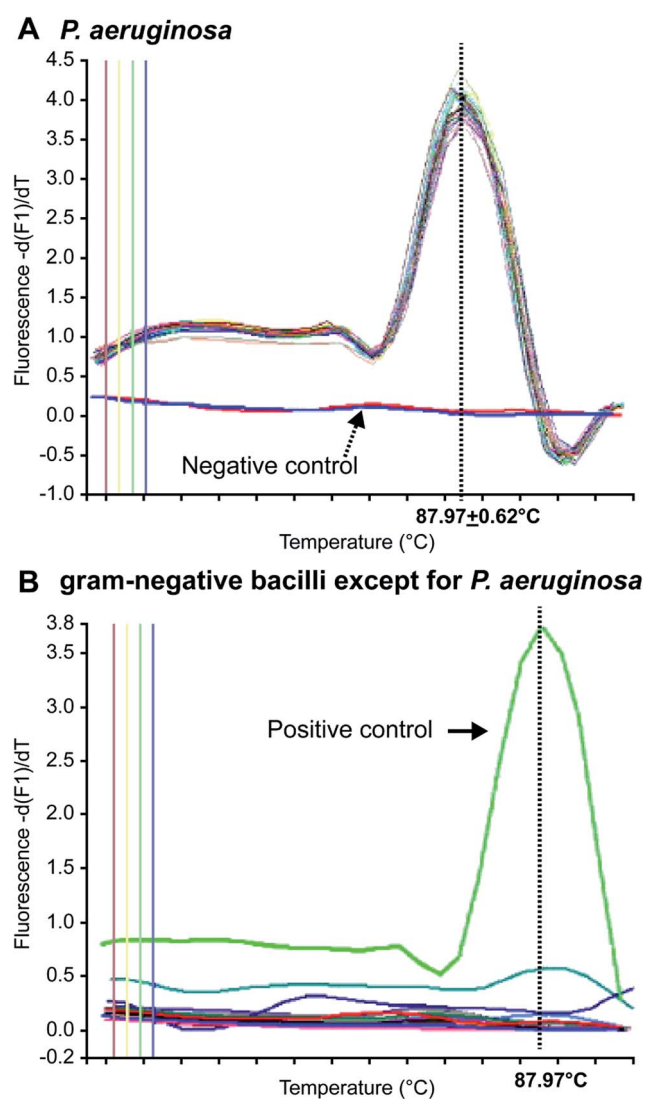 A P. aeruginosa
4.5
4.0
3.5
3.0
2.5
2.0
1.5
1.0
0.5
0.0
-0.5
-1.0
Fluorescence -d(F1)/dT
Negative control
87.97±0.62°C
Temperature (°C)
B gram-negative bacilli except for P. aeruginosa
3.8
3.5
3.0
2.5
2.0
1.5
1.0
0.5
0.0
-0.2
Fluorescence -d(F1)/dT
Positive control
87.97°C
Temperature (°C)